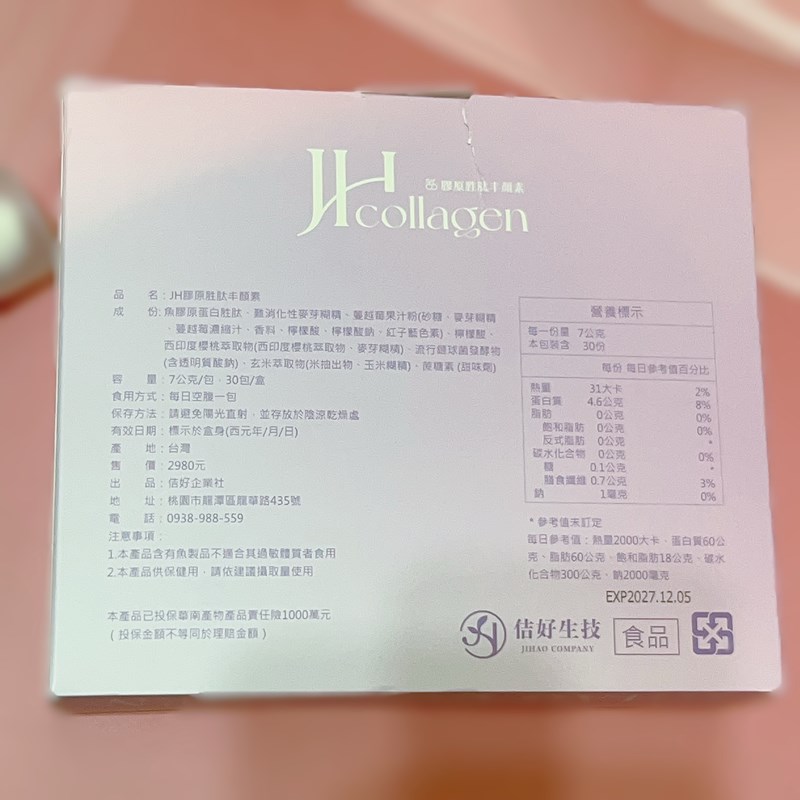 JH collagen
膠原胜肽丰顏素
品 名:JH膠原胜肽丰顏素
成 份:魚膠原蛋白胜肽、難消化性麥芽糊精、蔓越莓果汁粉(砂糖、麥芽糊精
、蔓越莓濃縮汁、香料、檸檬酸、檸檬酸鈉、紅子藍色素)、檸檬酸、
西印度櫻桃萃取物(西印度櫻桃萃取物、麥芽糊精)、流行鏈球菌發酵物
(含透明質酸鈉)、玄米萃取物(米抽出物、玉米糊精)、蔗糖素(甜味劑)
容 量:7公克/包,30包/盒
食用方式:每日空腹一包
保存方法:請避免陽光直射,並存放於陰涼乾燥處
有效日期:標示於盒身(西元年/月/日)
產 地:台灣
售 價:2980元
出 品:佶好企業社
地 址:桃園市龍潭區龍華路435號
電 話:0938-988-559
注意事項:
1.本產品含有魚製品不適合其過敏體質者食用
2.本產品供保健用,請依建議攝取量使用
本產品已投保華南產物產品責任險1000萬元
(投保金額不等同於理賠金額)
營養標示
每一份量 7公克
本包裝含 30份
每份 每日參考值百分比
熱量 31大卡 2%
蛋白質 4.6公克 8%
脂肪 0公克 0%
飽和脂肪 0公克 0%
反式脂肪 0公克 *
碳水化合物 0公克 0%
糖 0.1公克 *
膳食纖維 0.7公克 3%
鈉 1毫克 0%
*參考值未訂定
每日參考值:熱量2000大卡、蛋白質60公
克、脂肪60公克、飽和脂肪18公克、碳水
化合物300公克、鈉2000毫克
EXP2027.12.05
佶好生技
JIHAO COMPANY
食品